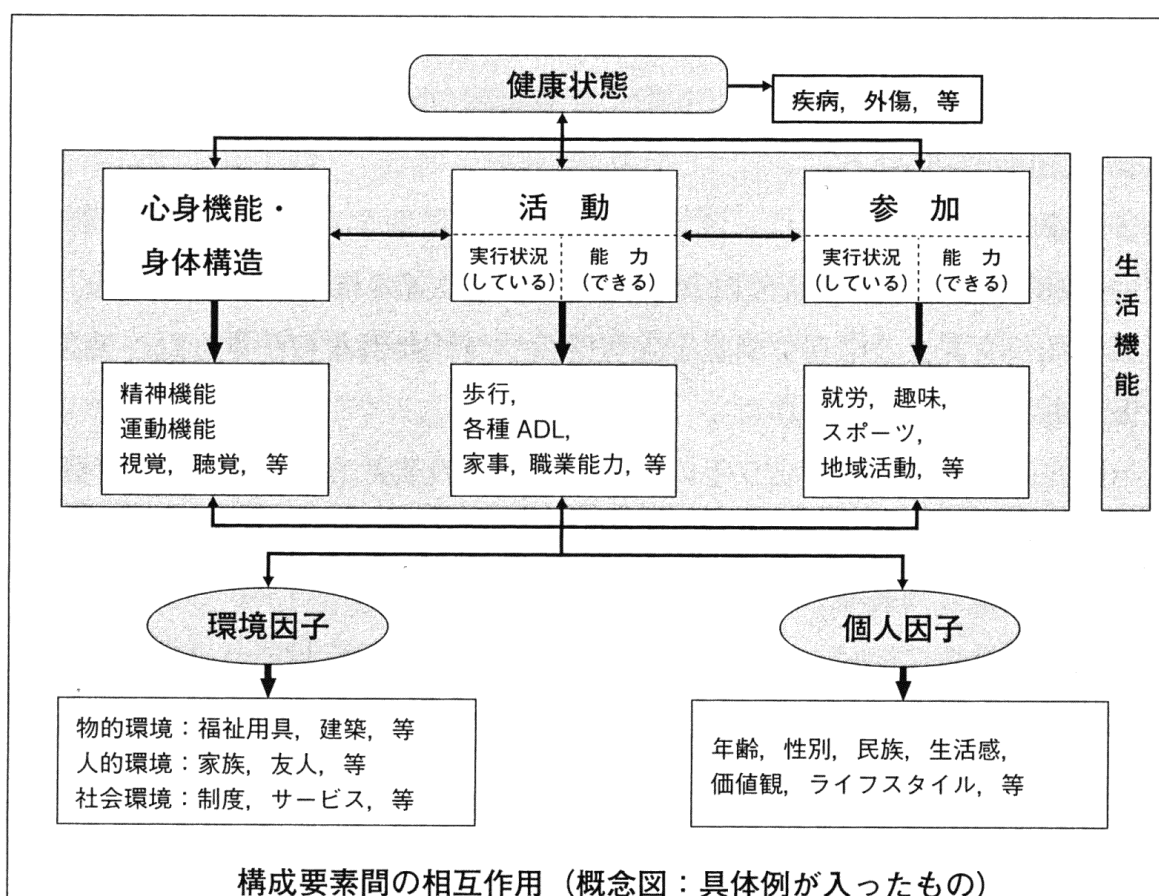 健康状態
疾病, 外傷, 等
心身機能・
身体構造
活 動
実行状況
(している)
能 力
(できる)
参 加
実行状況
(している)
能 力
(できる)
生活機能
精神機能
運動機能
視覚, 聴覚, 等
歩行,
各種 ADL,
家事, 職業能力, 等
就労, 趣味,
スポーツ,
地域活動, 等
環境因子
個人因子
物的環境：福祉用具, 建築, 等
人的環境：家族, 友人, 等
社会環境：制度, サービス, 等
年齢, 性別, 民族, 生活感,
価値観, ライフスタイル, 等
構成要素間の相互作用（概念図：具体例が入ったもの）